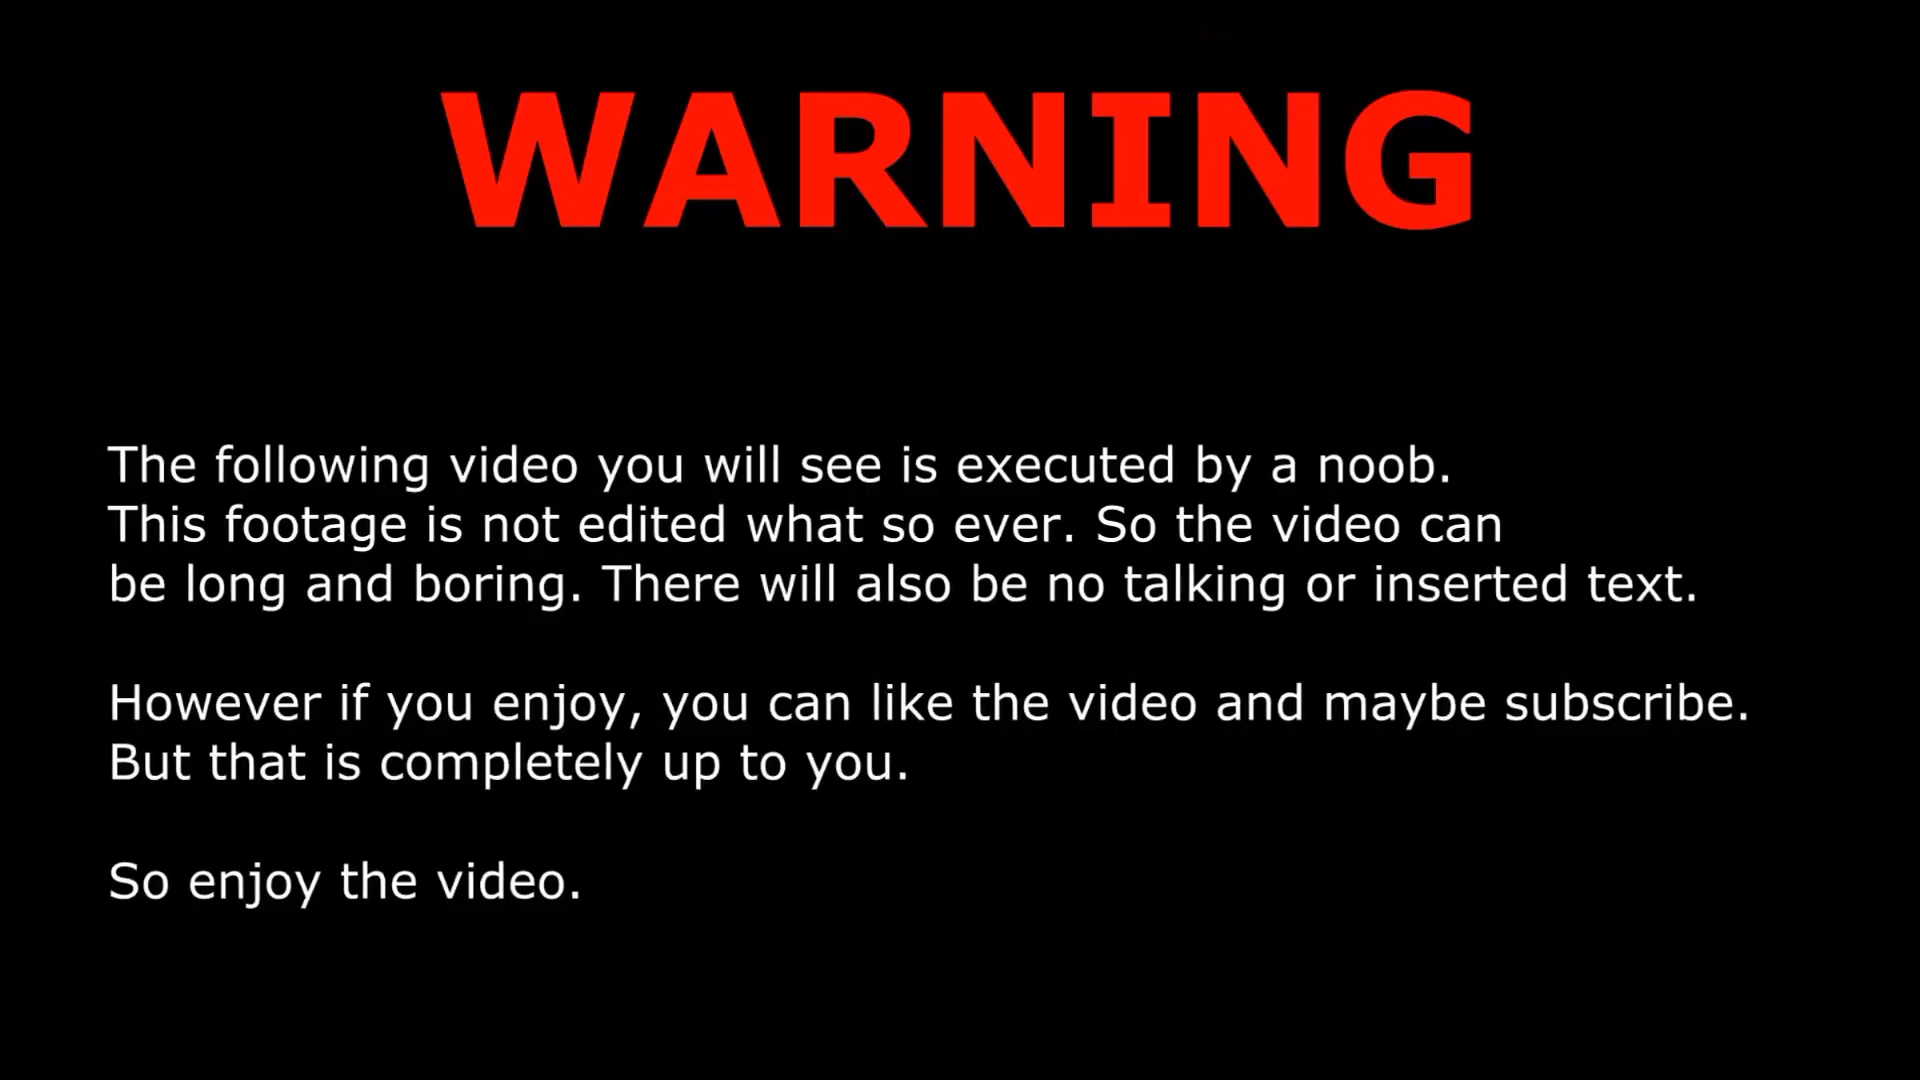 WARNING
The following video you will see is executed by a noob.
This footage is not edited what so ever. So the video can
be long and boring. There will also be no talking or inserted text.
However if you enjoy, you can like the video and maybe subscribe.
But that is completely up to you.
So enjoy the video.